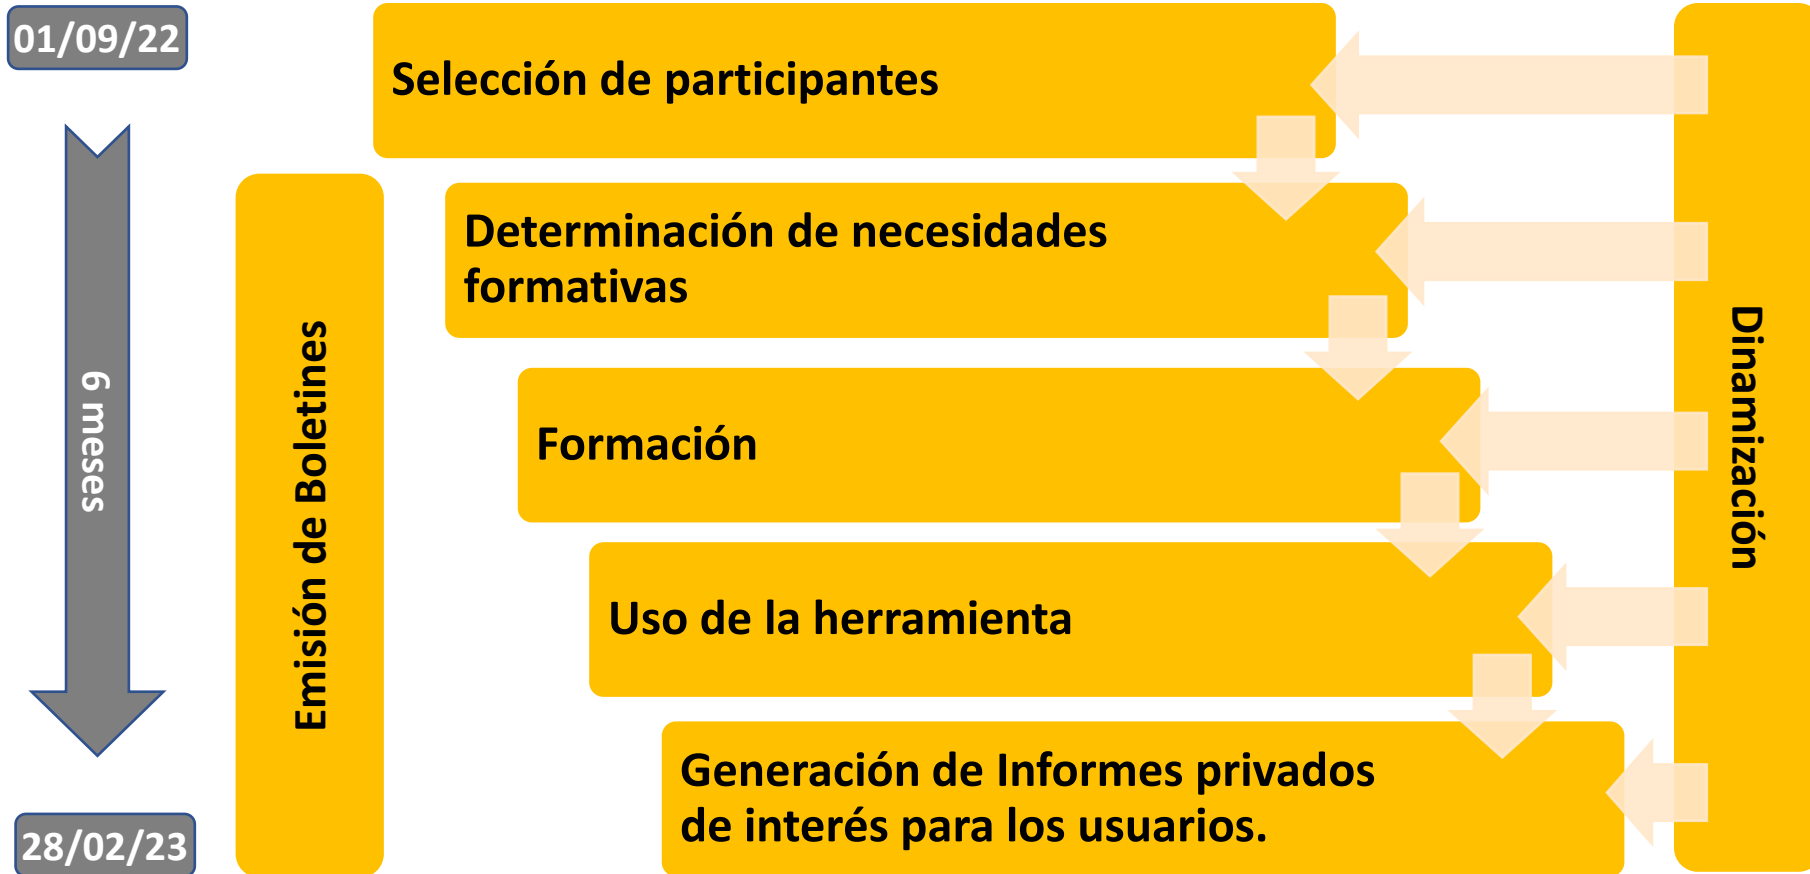 01/09/22
6 meses
28/02/23
Emisión de Boletines
Selección de participantes
Determinación de necesidades
formativas
Formación
Uso de la herramienta
Generación de Informes privados
de interés para los usuarios.
Dinamización